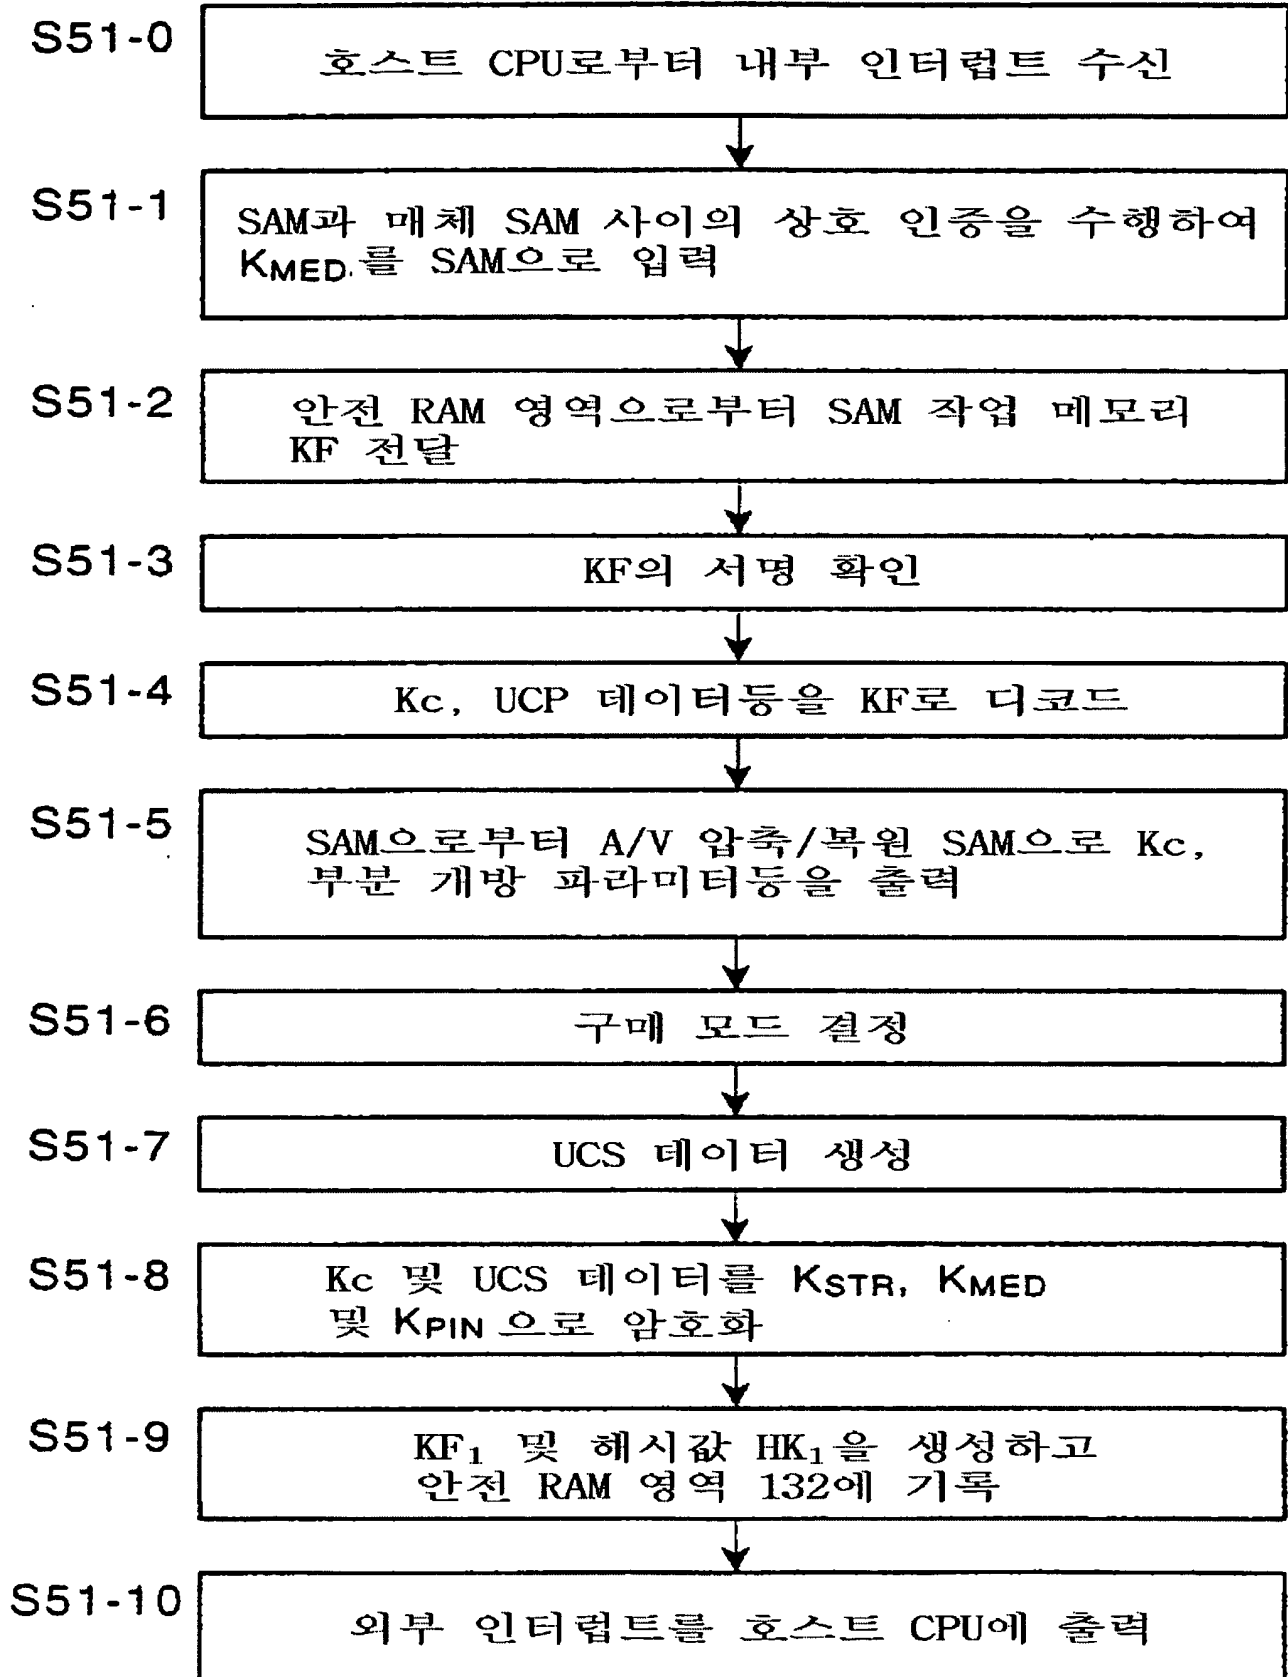 S51-0
호스트 CPU로부터 내부 인터럽트 수신
S51-1
SAM과 매체 SAM 사이의 상호 인증을 수행하여
KMED.를 SAM으로 입력
S51-2
안전 RAM 영역으로부터 SAM 작업 메모리
KF 전달
S51-3
KF의 서명 확인
S51-4
Kc, UCP 데이터등을 KF로 디코드
S51-5
SAM으로부터 A/V 압축/복원 SAM으로 Kc,
부분 개방 파라미터등을 출력
S51-6
구매 모드 결정
S51-7
UCS 데이터 생성
S51-8
Kc 및 UCS 데이터를 KSTR, KMED
및 KPIN 으로 암호화
S51-9
KF₁ 및 해시값 HK₁을 생성하고
안전 RAM 영역 132에 기록
S51-10
외부 인터럽트를 호스트 CPU에 출력